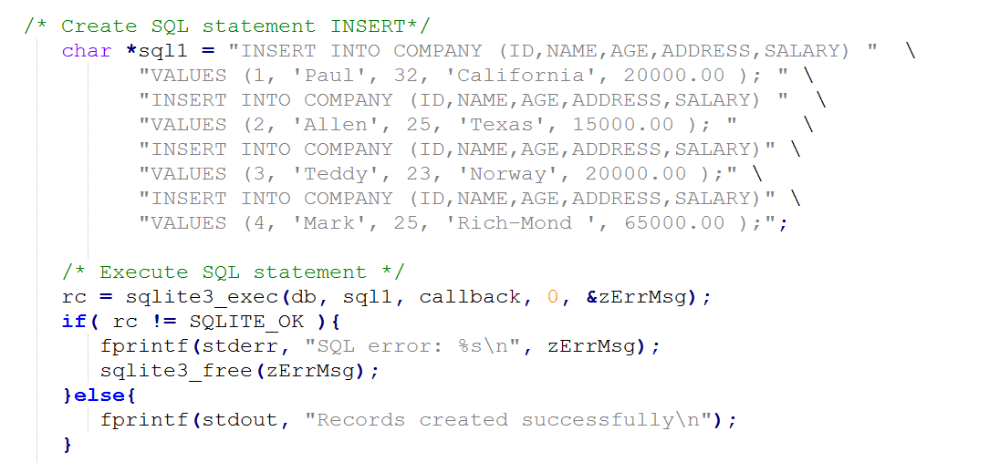 /* Create SQL statement INSERT*/
char *sql1 = "INSERT INTO COMPANY (ID,NAME,AGE,ADDRESS,SALARY) "  \
"VALUES (1, 'Paul', 32, 'California', 20000.00 ); " \
"INSERT INTO COMPANY (ID,NAME,AGE,ADDRESS,SALARY) "  \
"VALUES (2, 'Allen', 25, 'Texas', 15000.00 ); "     \
"INSERT INTO COMPANY (ID,NAME,AGE,ADDRESS,SALARY)" \
"VALUES (3, 'Teddy', 23, 'Norway', 20000.00 );" \
"INSERT INTO COMPANY (ID,NAME,AGE,ADDRESS,SALARY)" \
"VALUES (4, 'Mark', 25, 'Rich-Mond ', 65000.00 );";
/* Execute SQL statement */
rc = sqlite3_exec(db, sql1, callback, 0, &zErrMsg);
if( rc != SQLITE_OK ){
fprintf(stderr, "SQL error: %s\n", zErrMsg);
sqlite3_free(zErrMsg);
}else{
fprintf(stdout, "Records created successfully\n");
}